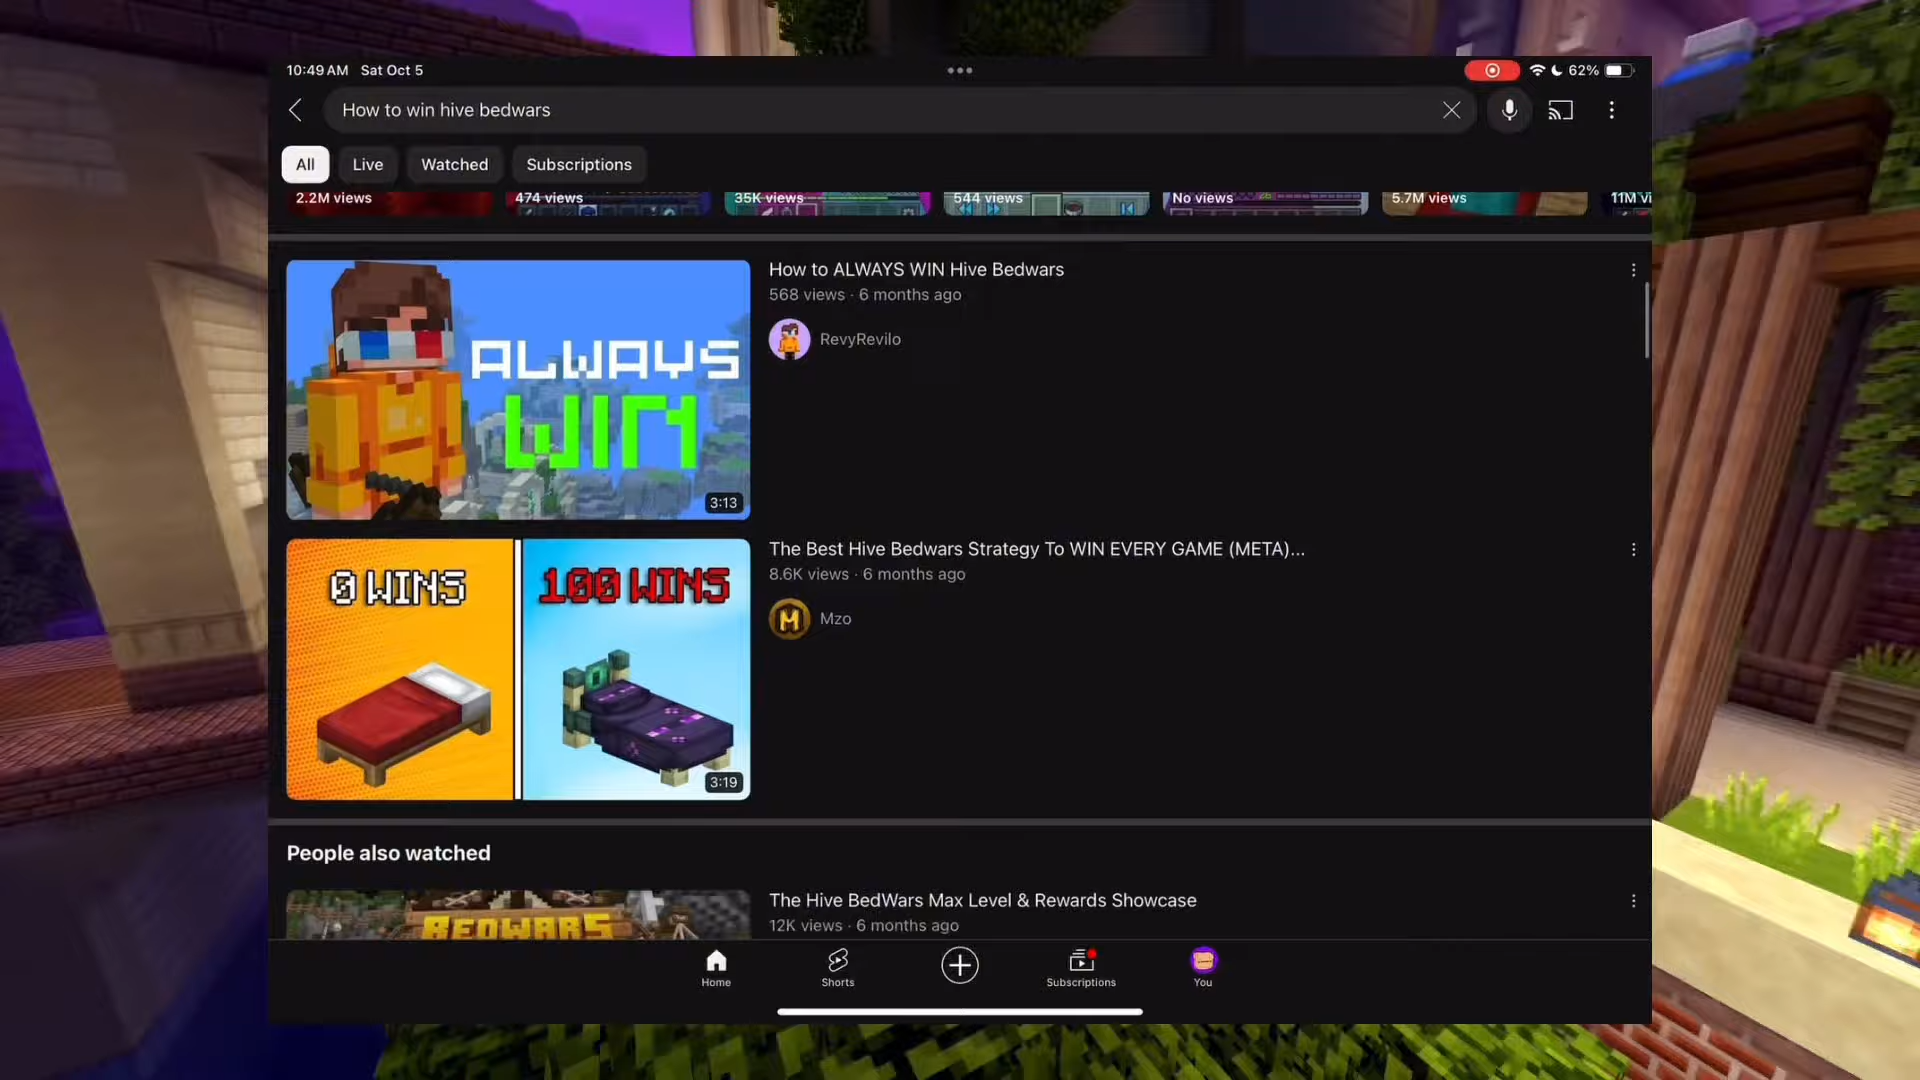 10:49 AM Sat Oct 5
62%
How to win hive bedwars
All Live Watched Subscriptions
2.2M views 474 views 35K views 544 views No views 5.7M views 11M vi
How to ALWAYS WIN Hive Bedwars
568 views · 6 months ago
RevyRevilo
ALWAYS
WIN
3:13
The Best Hive Bedwars Strategy To WIN EVERY GAME (META)...
8.6K views · 6 months ago
M
Mzo
0 WINS 100 WINS
3:19
People also watched
The Hive BedWars Max Level & Rewards Showcase
12K views · 6 months ago
BEDWARS
Home Shorts Subscriptions You